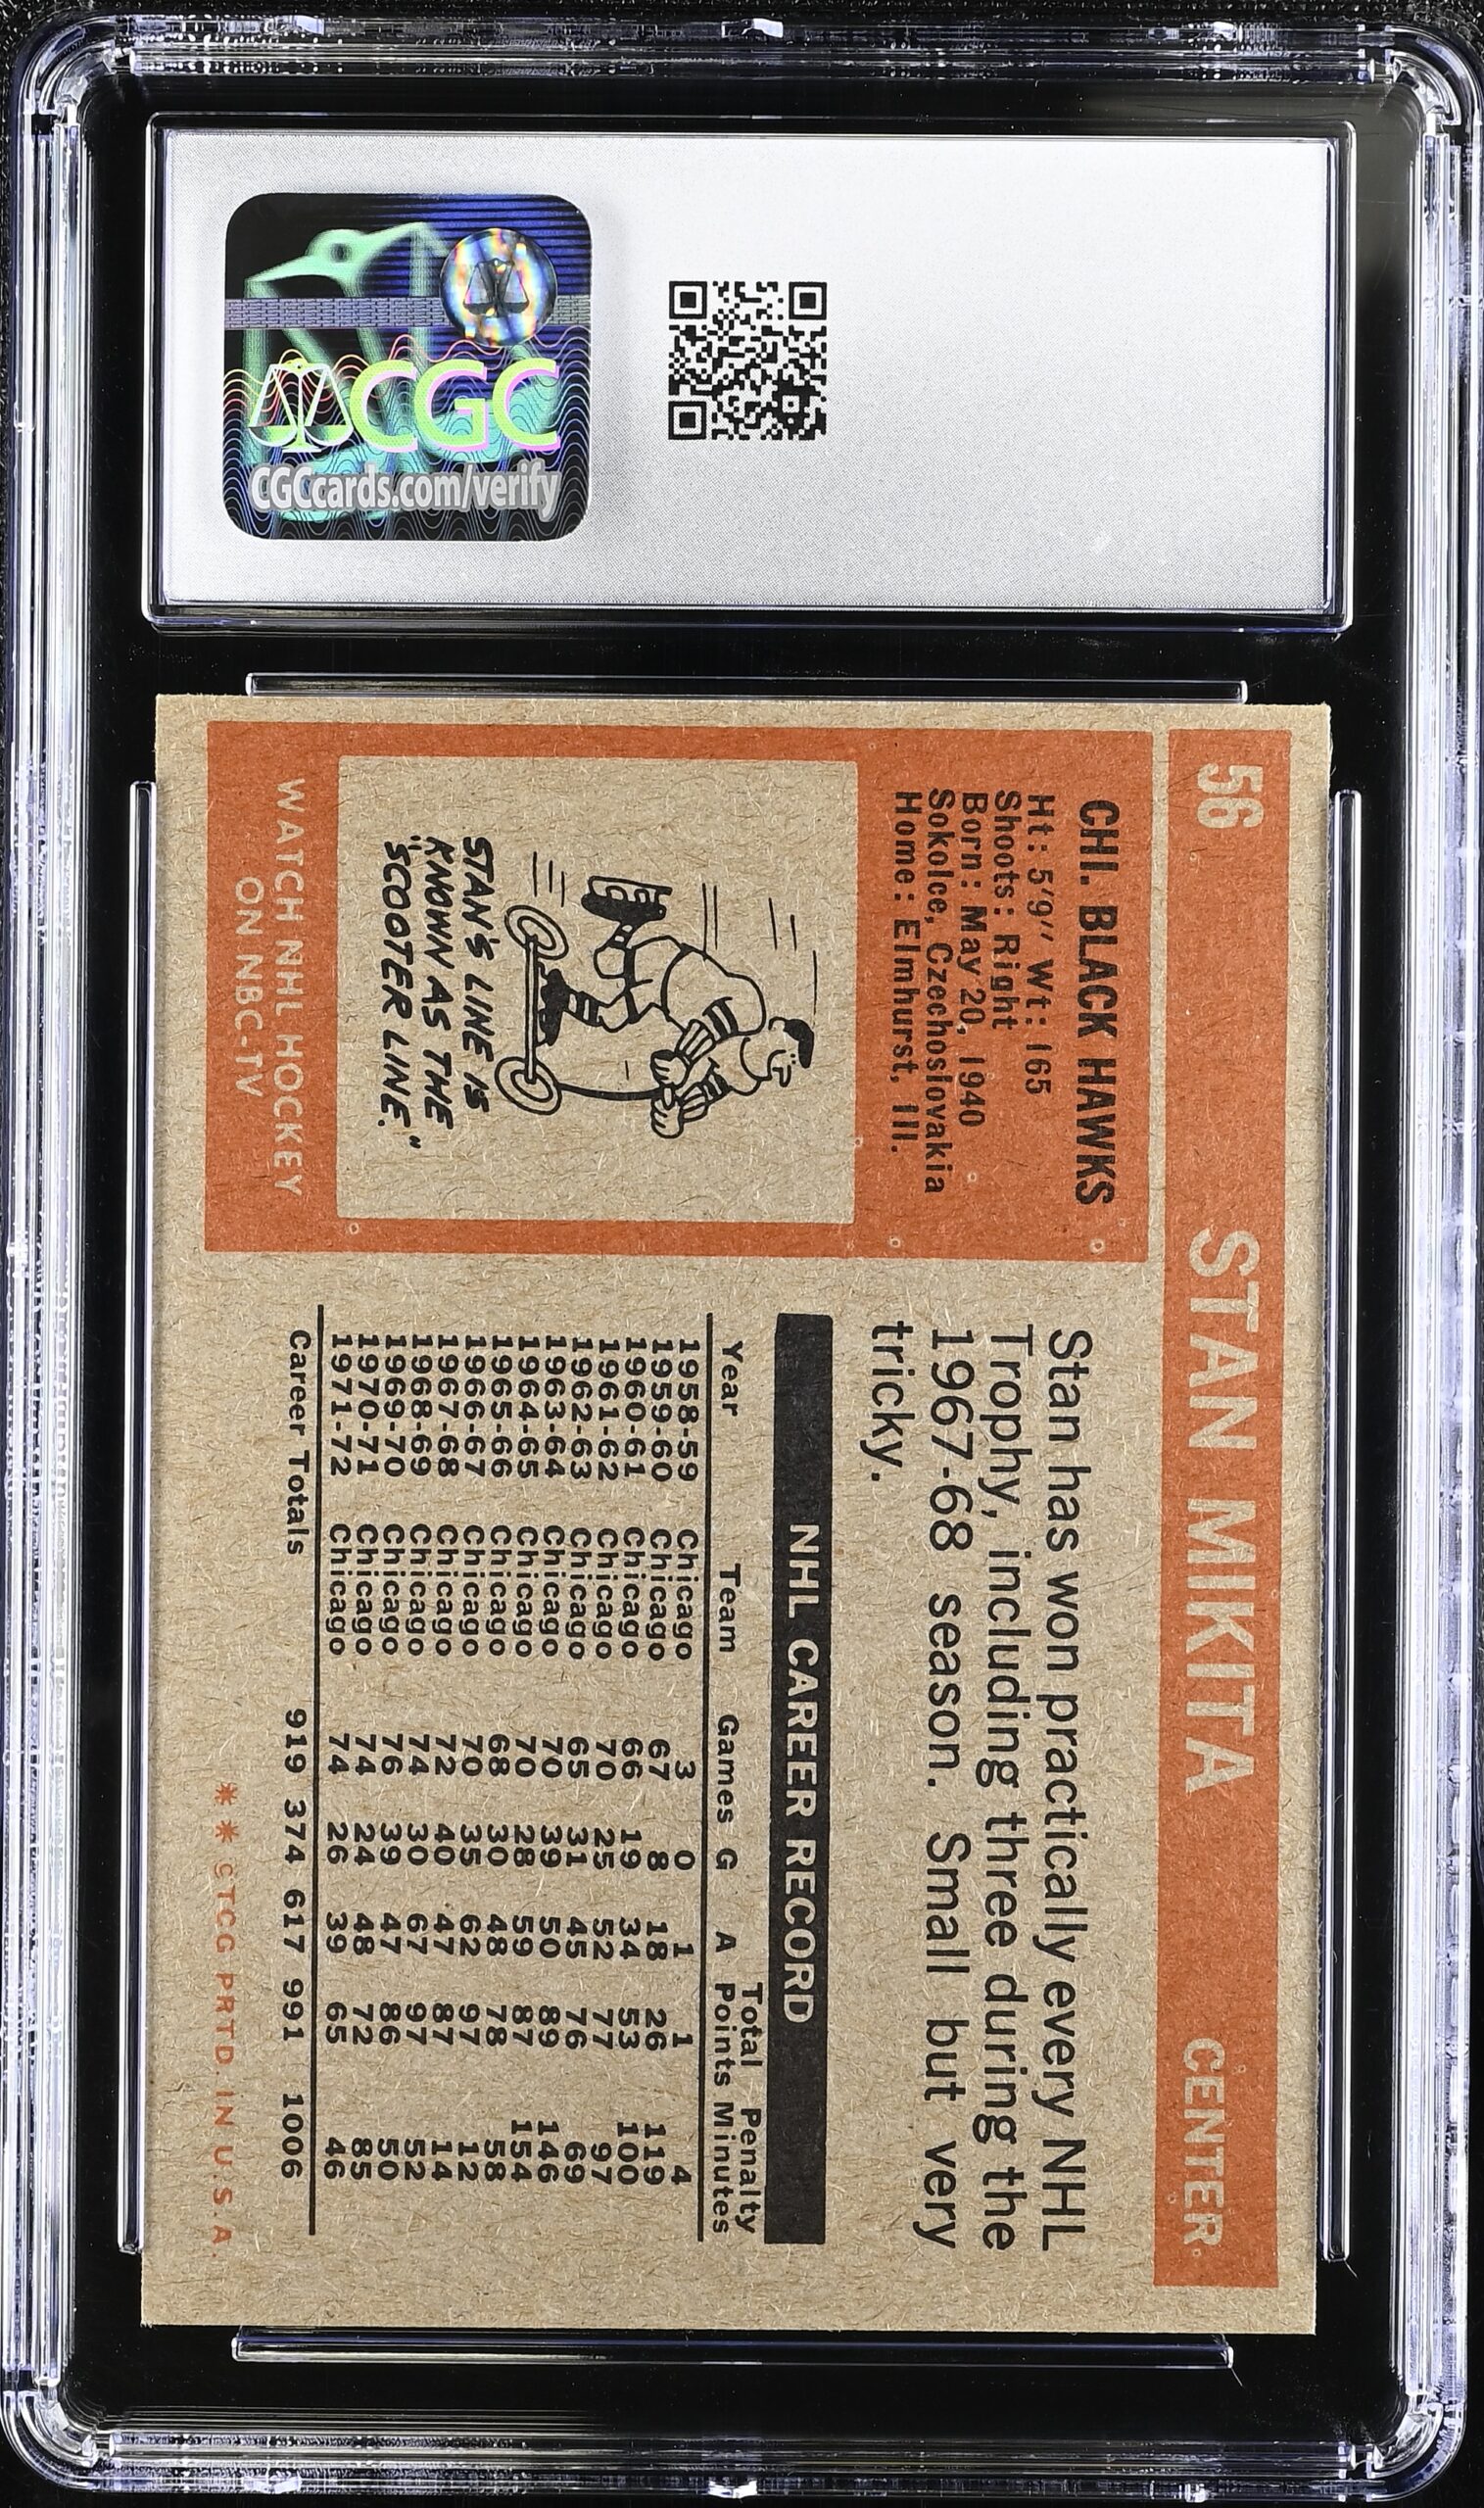 CGC
CGCcards.com/verify
56 STAN MIKITA CENTER
CHI. BLACK HAWKS
Ht: 5'9" Wt: 165
Shoots: Right
Born: May 20, 1940
Sokolce, Czechoslovakia
Home: Elmhurst, Ill.
STAN'S LINE IS
KNOWN AS THE
"SCOOTER LINE."
WATCH NHL HOCKEY
ON NBC-TV
Stan has won practically every NHL
Trophy, including three during the
1967-68 season. Small but very
tricky.
NHL CAREER RECORD
Total Penalty
Year Team Games G A Points Minutes
1958-59 Chicago 3 0 1 1 4
1959-60 Chicago 67 8 18 26 119
1960-61 Chicago 66 19 34 53 100
1961-62 Chicago 70 25 52 77 97
1962-63 Chicago 65 31 45 76 69
1963-64 Chicago 70 39 50 89 146
1964-65 Chicago 70 28 59 87 154
1965-66 Chicago 68 30 48 78 58
1966-67 Chicago 70 35 62 97 12
1967-68 Chicago 72 40 47 87 14
1968-69 Chicago 74 30 67 97 52
1969-70 Chicago 76 39 47 86 50
1970-71 Chicago 74 24 48 72 85
1971-72 Chicago 74 26 39 65 46
Career Totals 919 374 617 991 1006
** ©TCG PRTD. IN U.S.A.